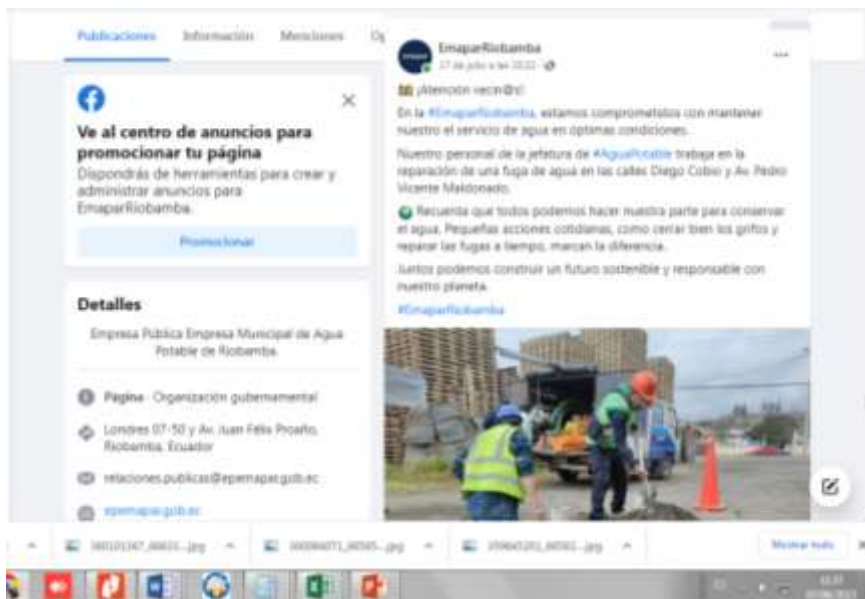 Publicaciones Información Menciones
Ve al centro de anuncios para
promocionar tu página
Dispondrás de herramientas para crear y
administrar anuncios para
EmaparRiobamba.
Promocionar
Detalles
Empresa Pública Empresa Municipal de Agua
Potable de Riobamba.
Página · Organización gubernamental
Londres 07-50 y Av. Juan Félix Proaño,
Riobamba, Ecuador
relaciones.publicas@epemapar.gob.ec
epemapar.gob.ec
EmaparRiobamba
¡Atención vecin@s!
En la #EmaparRiobamba, estamos comprometidos con mantener
nuestro el servicio de agua en óptimas condiciones.
Nuestro personal de la jefatura de #AguaPotable trabaja en la
reparación de una fuga de agua en las calles Diego Cobio y Av. Pedro
Vicente Maldonado.
Recuerda que todos podemos hacer nuestra parte para conservar
el agua. Pequeñas acciones cotidianas, como cerrar bien los grifos y
reparar las fugas a tiempo, marcan la diferencia.
Juntos podemos construir un futuro sostenible y responsable con
nuestro planeta.
#EmaparRiobamba
Mostrar todo